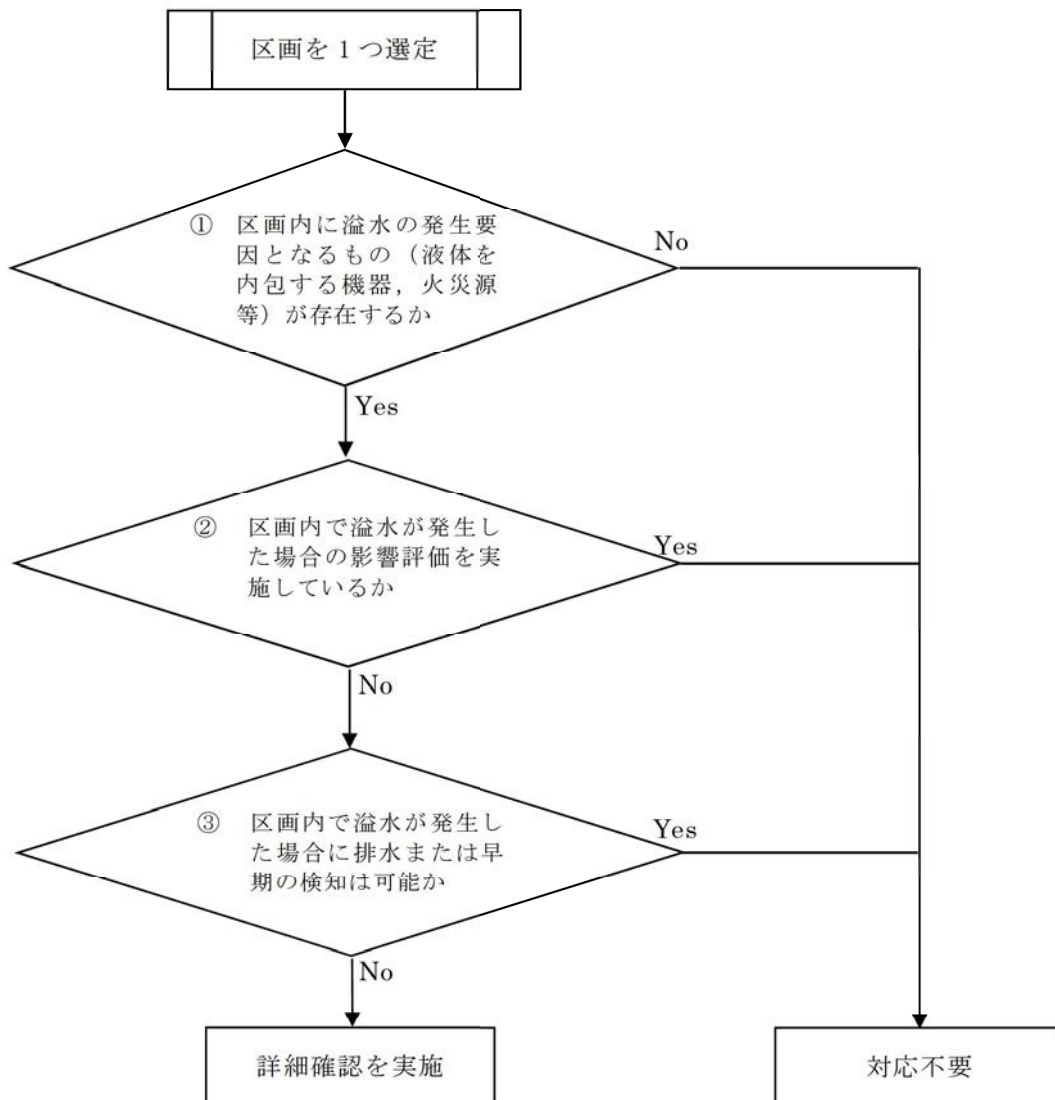 区画を1つ選定
① 区画内に溢水の発生要
因となるもの（液体を
内包する機器，火災源
等）が存在するか
No
Yes
② 区画内で溢水が発生し
た場合の影響評価を実
施しているか
Yes
No
③ 区画内で溢水が発生し
た場合に排水または早
期の検知は可能か
Yes
No
詳細確認を実施
対応不要